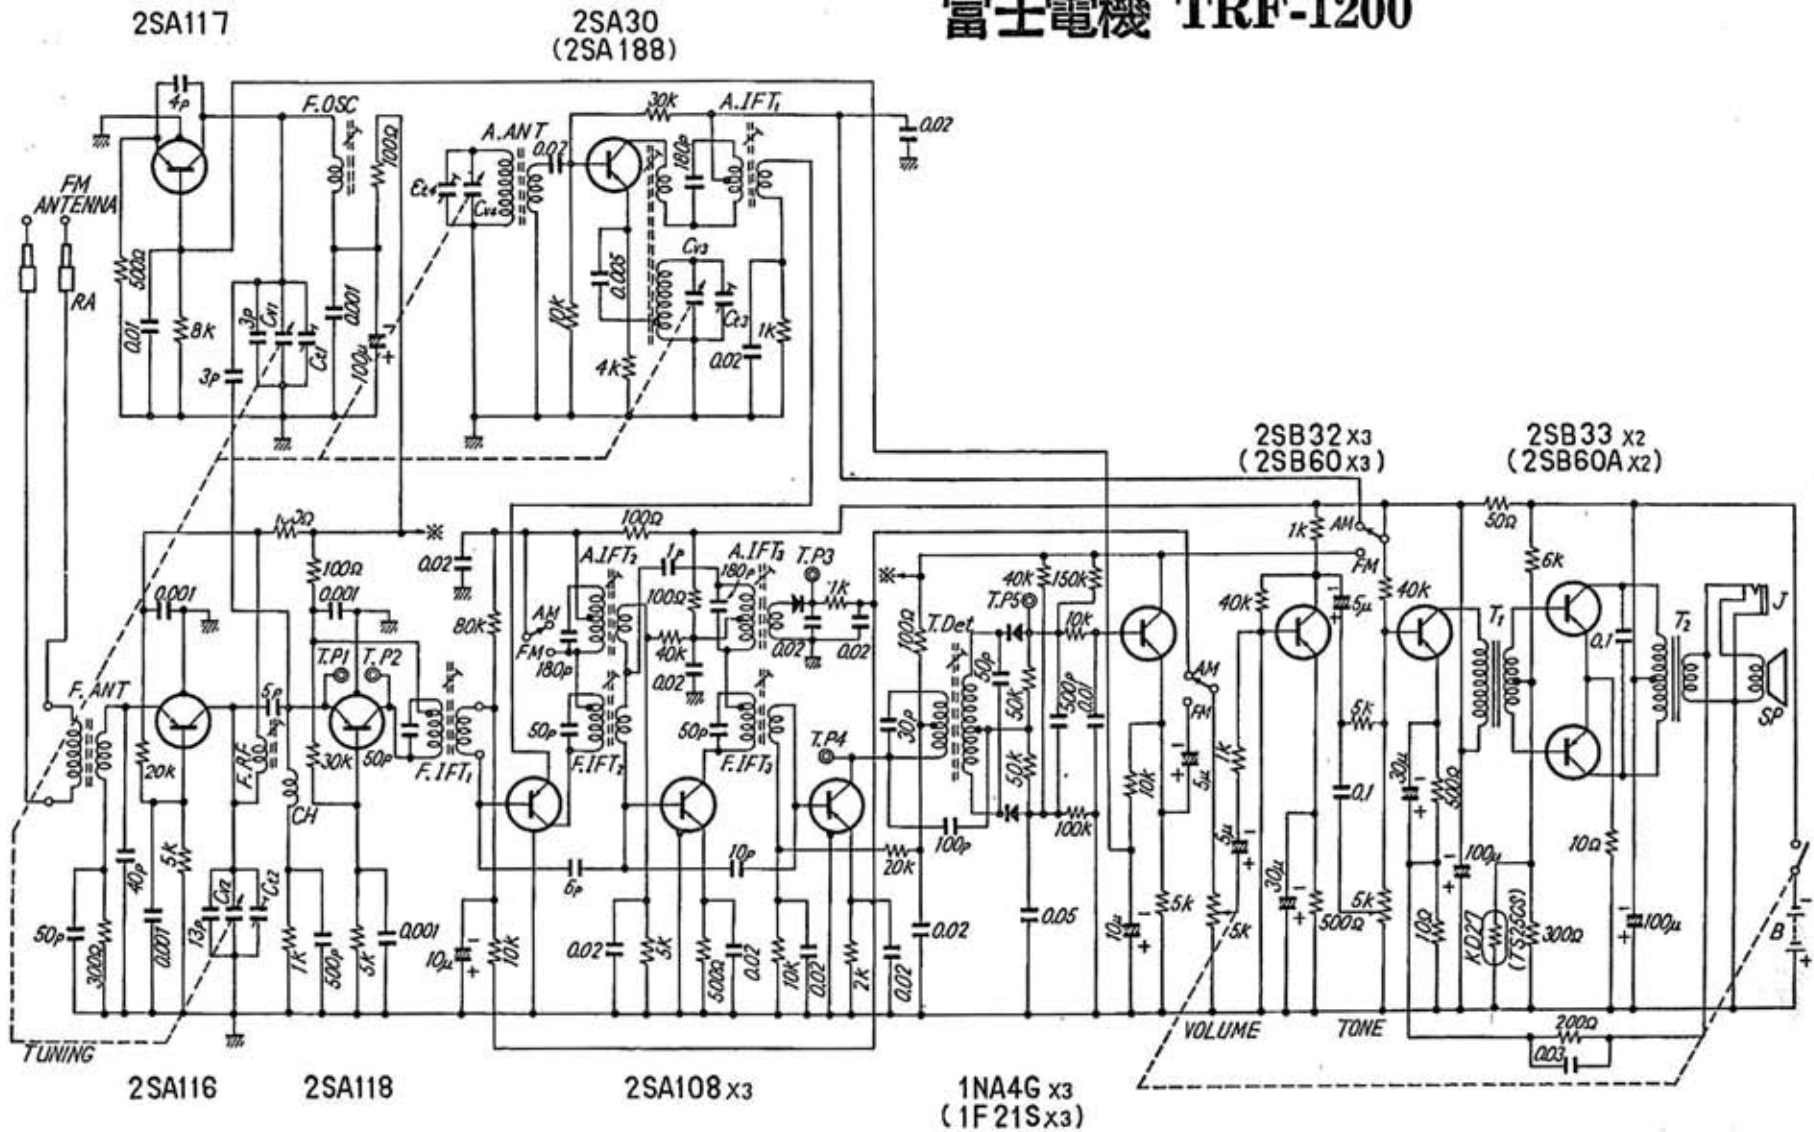 富士電機 TRF-1200
2SA117
2SA30
(2SA188)
4P
F.OSC
100Ω
30K
A.IFT1
0.02
A.ANT
0.02
180P
FM
ANTENNA
Ct4
Cv4
500Ω
RA
Cv3
0.005
0.001
3P
Cv1
Ct1
0.01
8K
10K
Ct3
1K
100μ
3P
4K
0.02
2SB32 X3
(2SB60 X3)
2SB33 X2
(2SB60A X2)
100Ω
1K
AM
50Ω
0.02
A.IFT2
1P
A.IFT3
T.P3
FM
6K
100Ω
0.001
0.001
180P
1K
40K
150K
T.P5
80K
AM
100Ω
100Ω
T.Det
10K
40K
5μ
40K
T1
0.1
T2
J
T.P1
T.P2
FM
180P
40K
0.02
0.02
0.02
50P
50K
500P
0.01
AM
FM
F.ANT
5P
F.IFT1
50P
50P
30P
5K
SP
20K
F.RF
30K
50P
F.IFT2
F.IFT3
T.P4
50K
10K
5μ
1K
30μ
500Ω
CH
100K
0.1
5K
6P
10P
100P
20K
5μ
10Ω
40P
Cv2
Ct2
30μ
100μ
50P
300Ω
0.001
13P
1K
500P
5K
0.001
10μ
10K
0.02
5K
500Ω
0.02
10K
0.02
2K
0.02
0.02
0.05
10μ
5K
5K
500Ω
5K
10Ω
KD27
(TS250S)
300Ω
100μ
B
TUNING
VOLUME
TONE
200Ω
0.03
2SA116
2SA118
2SA108 X3
1NA4G X3
(1F21S X3)